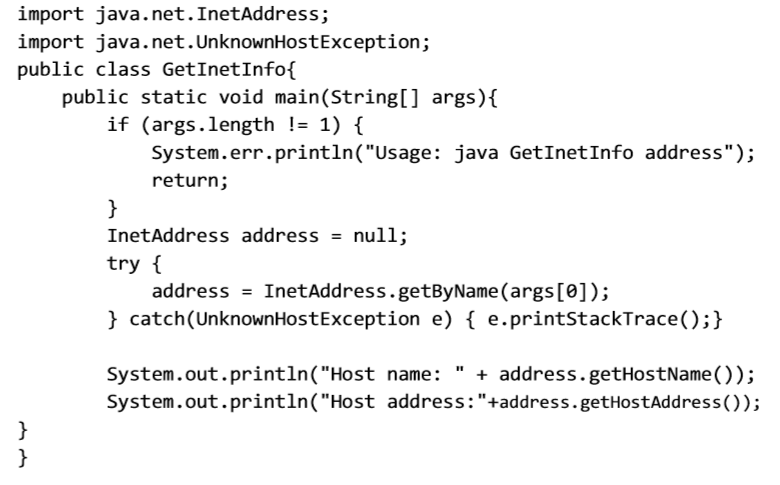 import java.net.InetAddress;
import java.net.UnknownHostException;
public class GetInetInfo{
    public static void main(String[] args){
        if (args.length != 1) {
            System.err.println("Usage: java GetInetInfo address");
            return;
        }
        InetAddress address = null;
        try {
            address = InetAddress.getByName(args[0]);
        } catch(UnknownHostException e) { e.printStackTrace();}

        System.out.println("Host name: " + address.getHostName());
        System.out.println("Host address:"+address.getHostAddress());
}
}